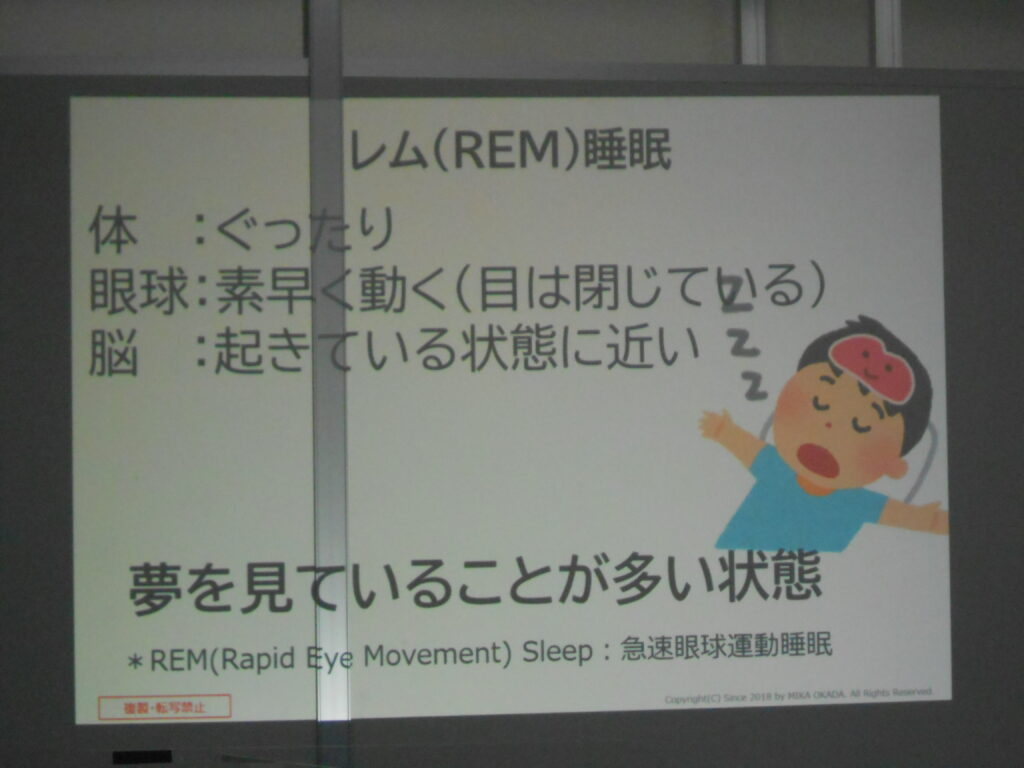 レム(REM)睡眠
体　：ぐったり
眼球：素早く動く(目は閉じている)
脳　：起きている状態に近い
z
z
z
夢を見ていることが多い状態
＊REM(Rapid Eye Movement) Sleep：急速眼球運動睡眠
複製・転写禁止
Copyright(C) Since 2018 by MIKA OKADA. All Rights Reserved.